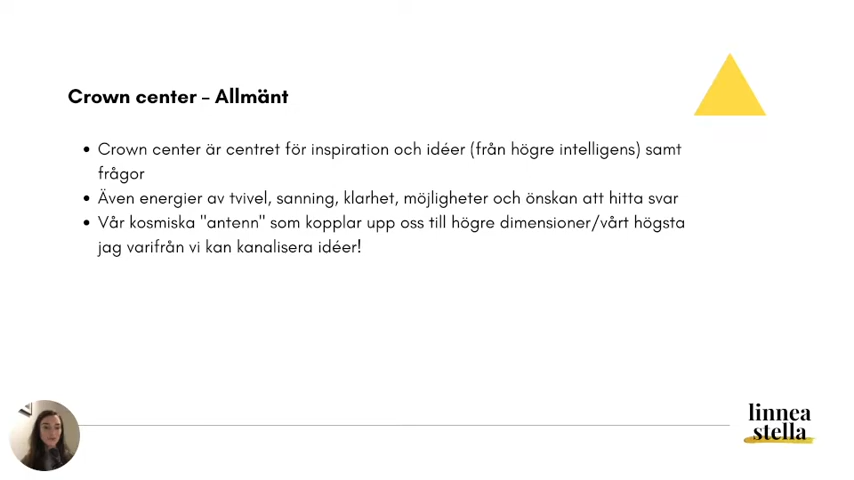 Crown center – Allmänt
• Crown center är centret för inspiration och idéer (från högre intelligens) samt
frågor
• Även energier av tvivel, sanning, klarhet, möjligheter och önskan att hitta svar
• Vår kosmiska "antenn" som kopplar upp oss till högre dimensioner/vårt högsta
jag varifrån vi kan kanalisera idéer!
linnea
stella